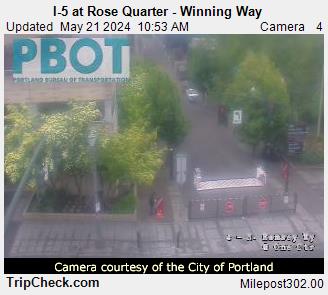 I-5 at Rose Quarter - Winning Way
Updated May 21 2024 10:53 AM Camera 4
PBOT
PORTLAND BUREAU OF TRANSPORTATION
Camera courtesy of the City of Portland
TripCheck.com Milepost302.00